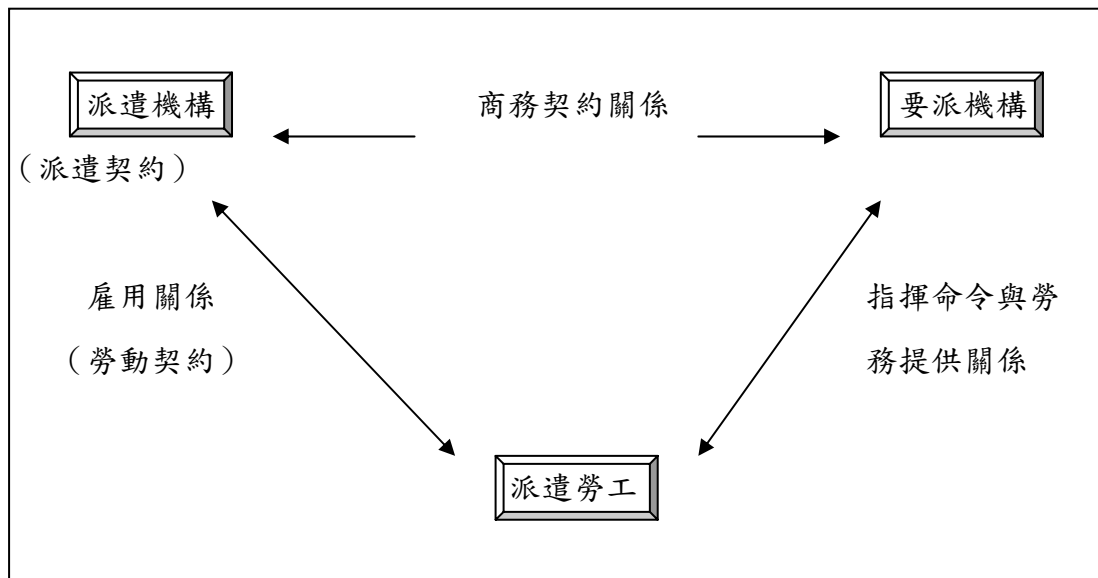 派遣機構
商務契約關係
要派機構
（派遣契約）
雇用關係
（勞動契約）
指揮命令與勞
務提供關係
派遣勞工